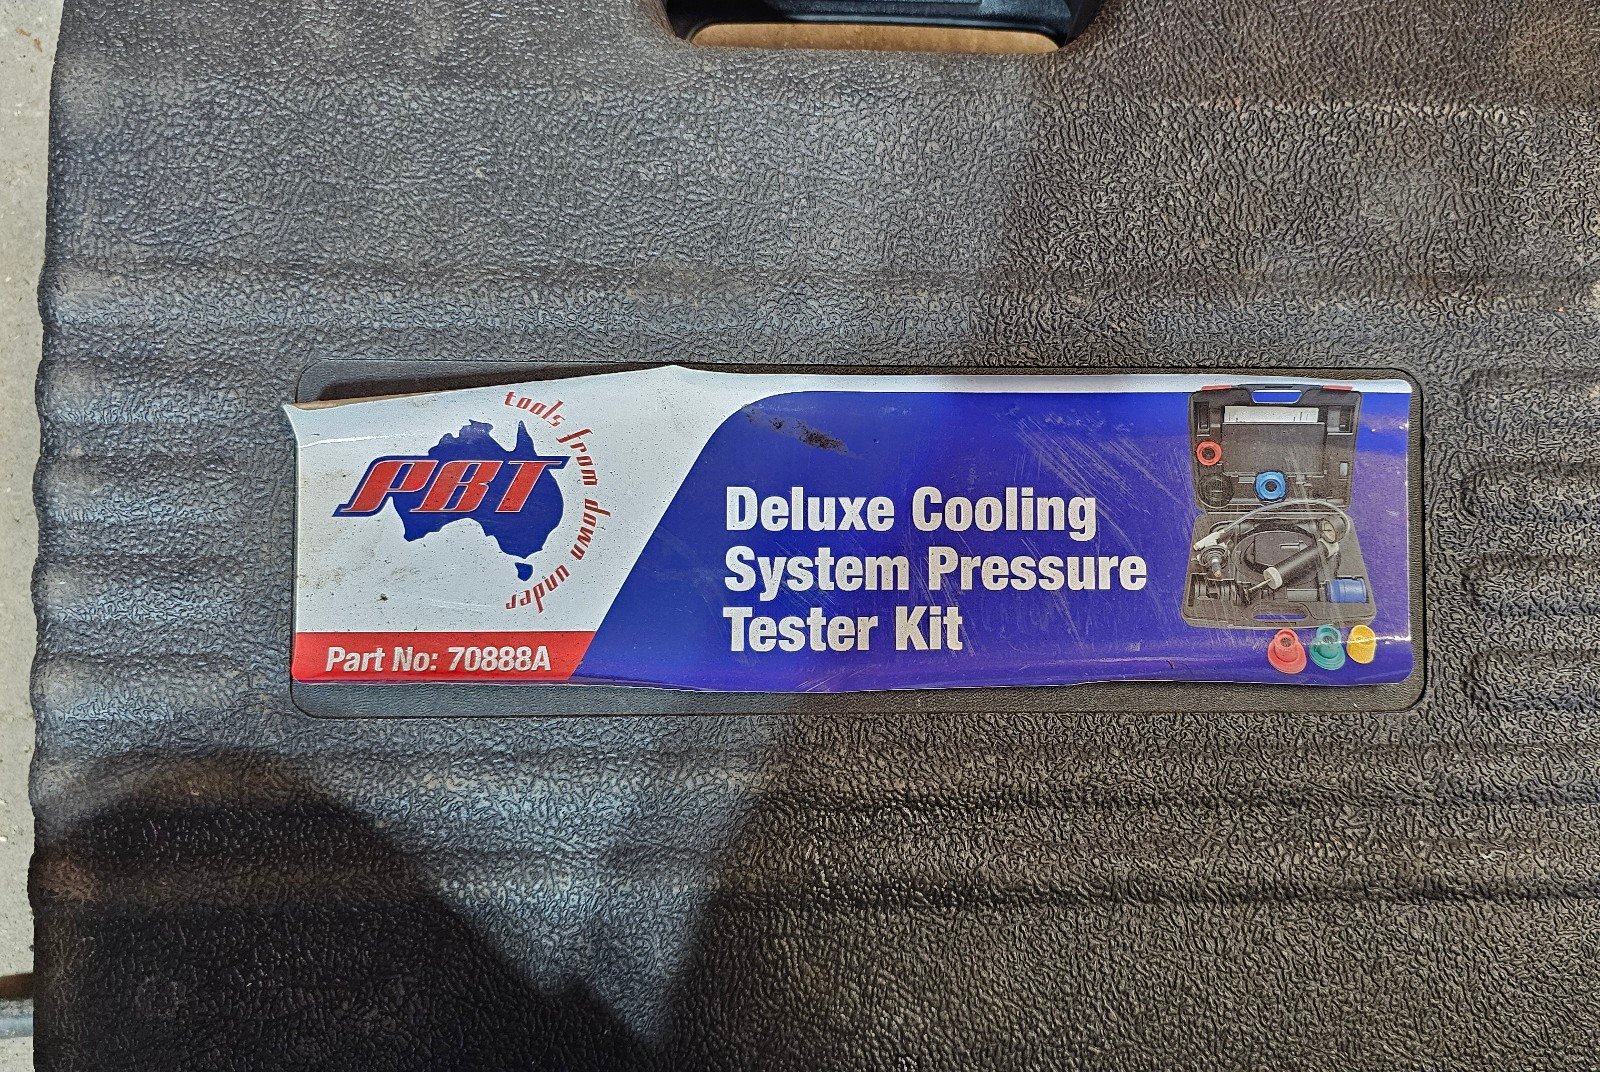 PBT
tools from down under
Part No: 70888A
Deluxe Cooling
System Pressure
Tester Kit